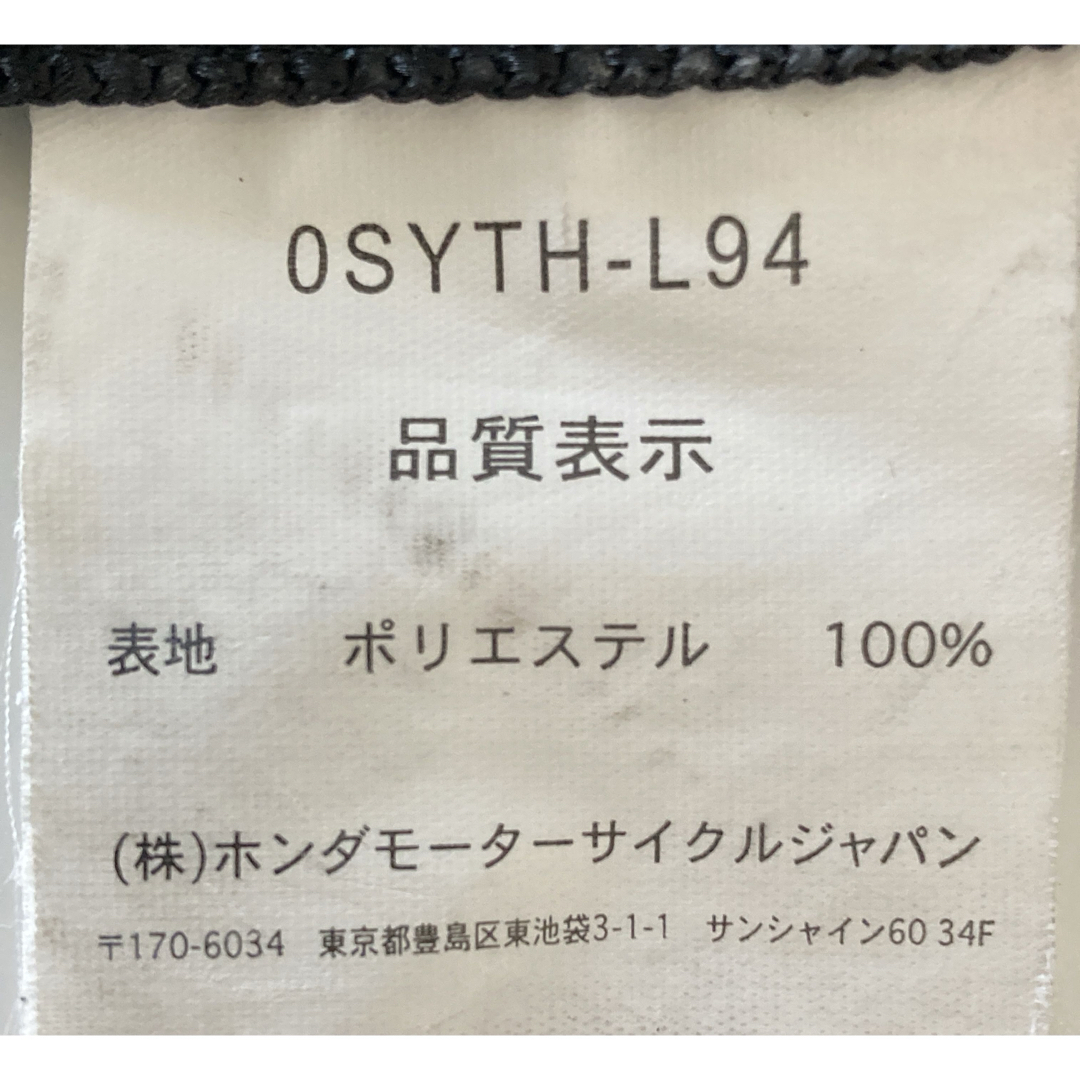 0SYTH-L94
品質表示
表地 ポリエステル 100%
(株)ホンダモーターサイクルジャパン
〒170-6034 東京都豊島区東池袋3-1-1 サンシャイン60 34F